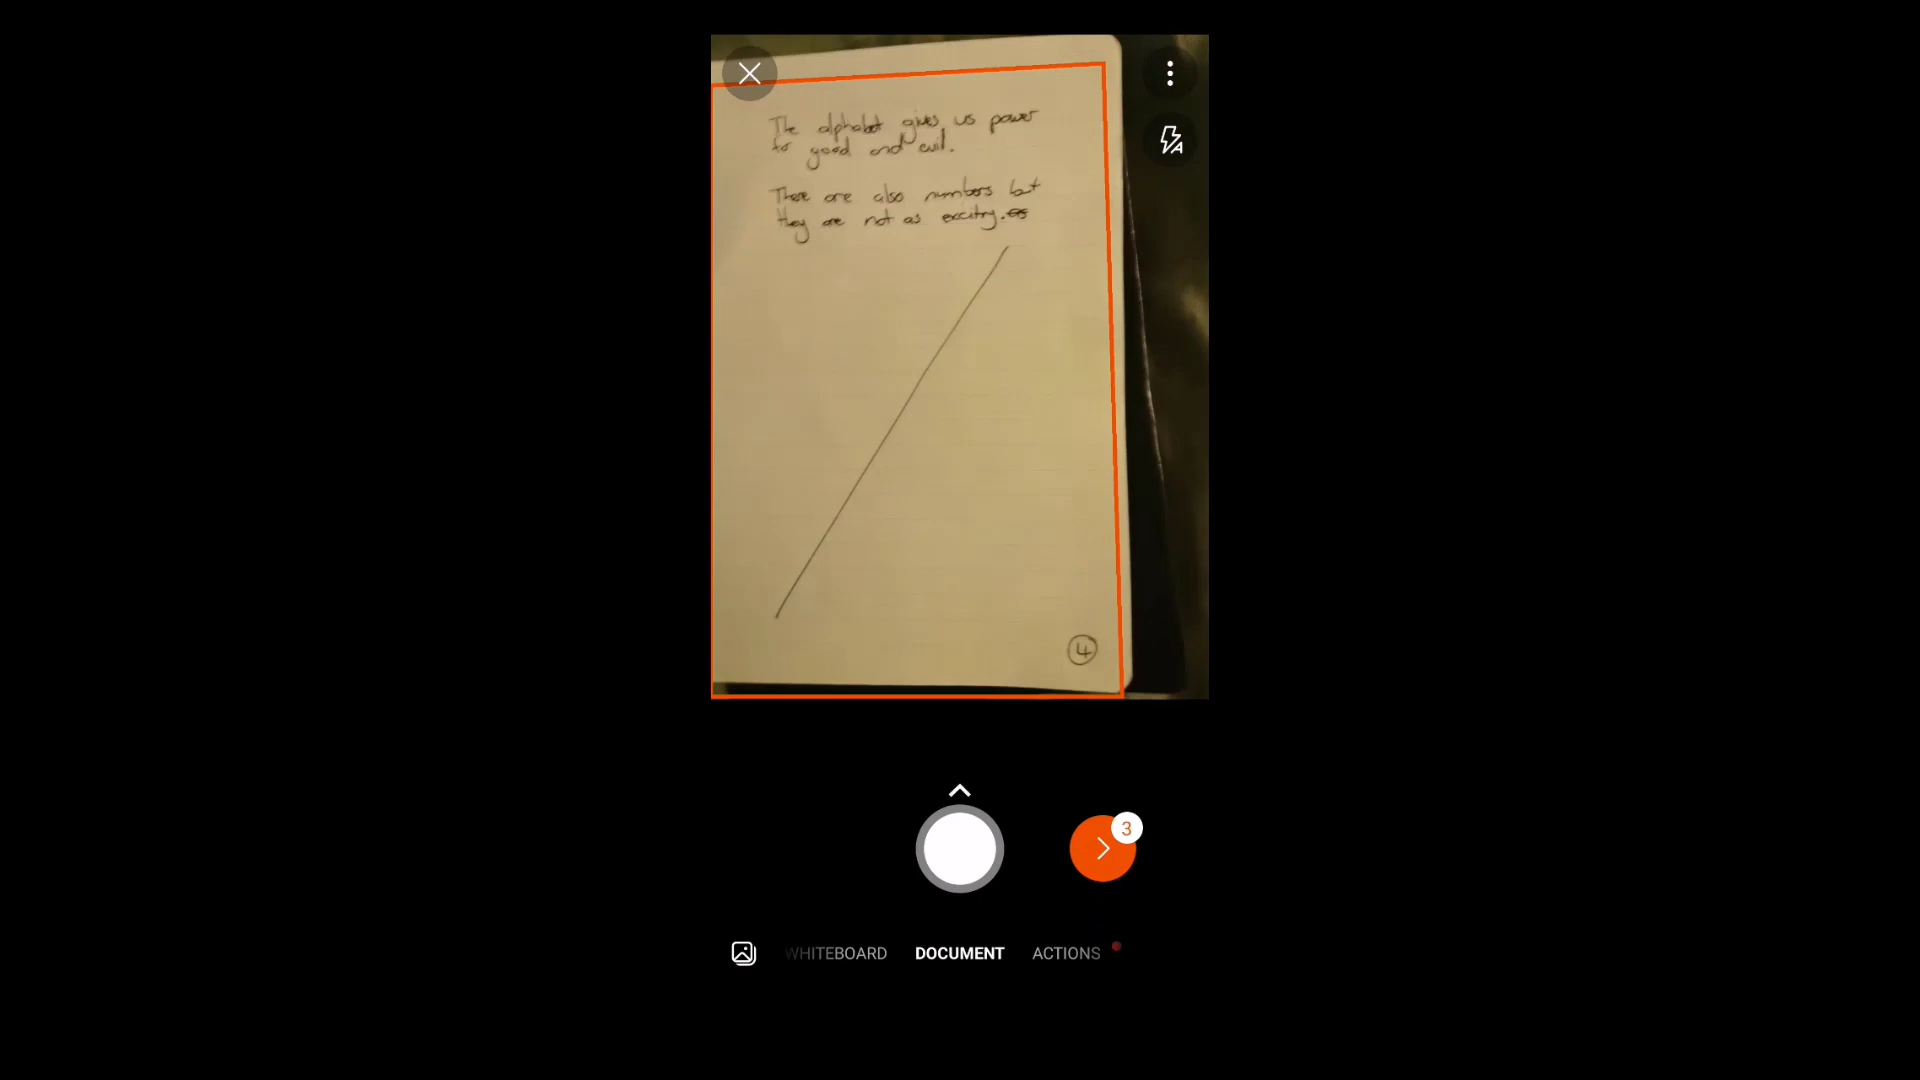 The alphabet gives us power
for good and evil.
There are also numbers but
they are not as exciting.
4
3
WHITEBOARD
DOCUMENT
ACTIONS